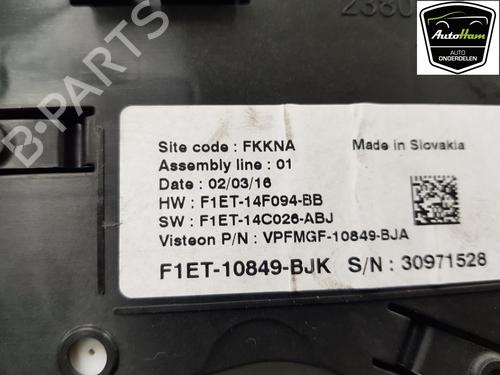 2380
AutoHam
AUTO
ONDERDELEN
B-PARTS
Site code : FKKNA
Made in Slovakia
Assembly line : 01
Date : 02/03/16
HW : F1ET-14F094-BB
SW : F1ET-14C026-ABJ
Visteon P/N : VPFMGF-10849-BJA
F1ET-10849-BJK S/N : 30971528